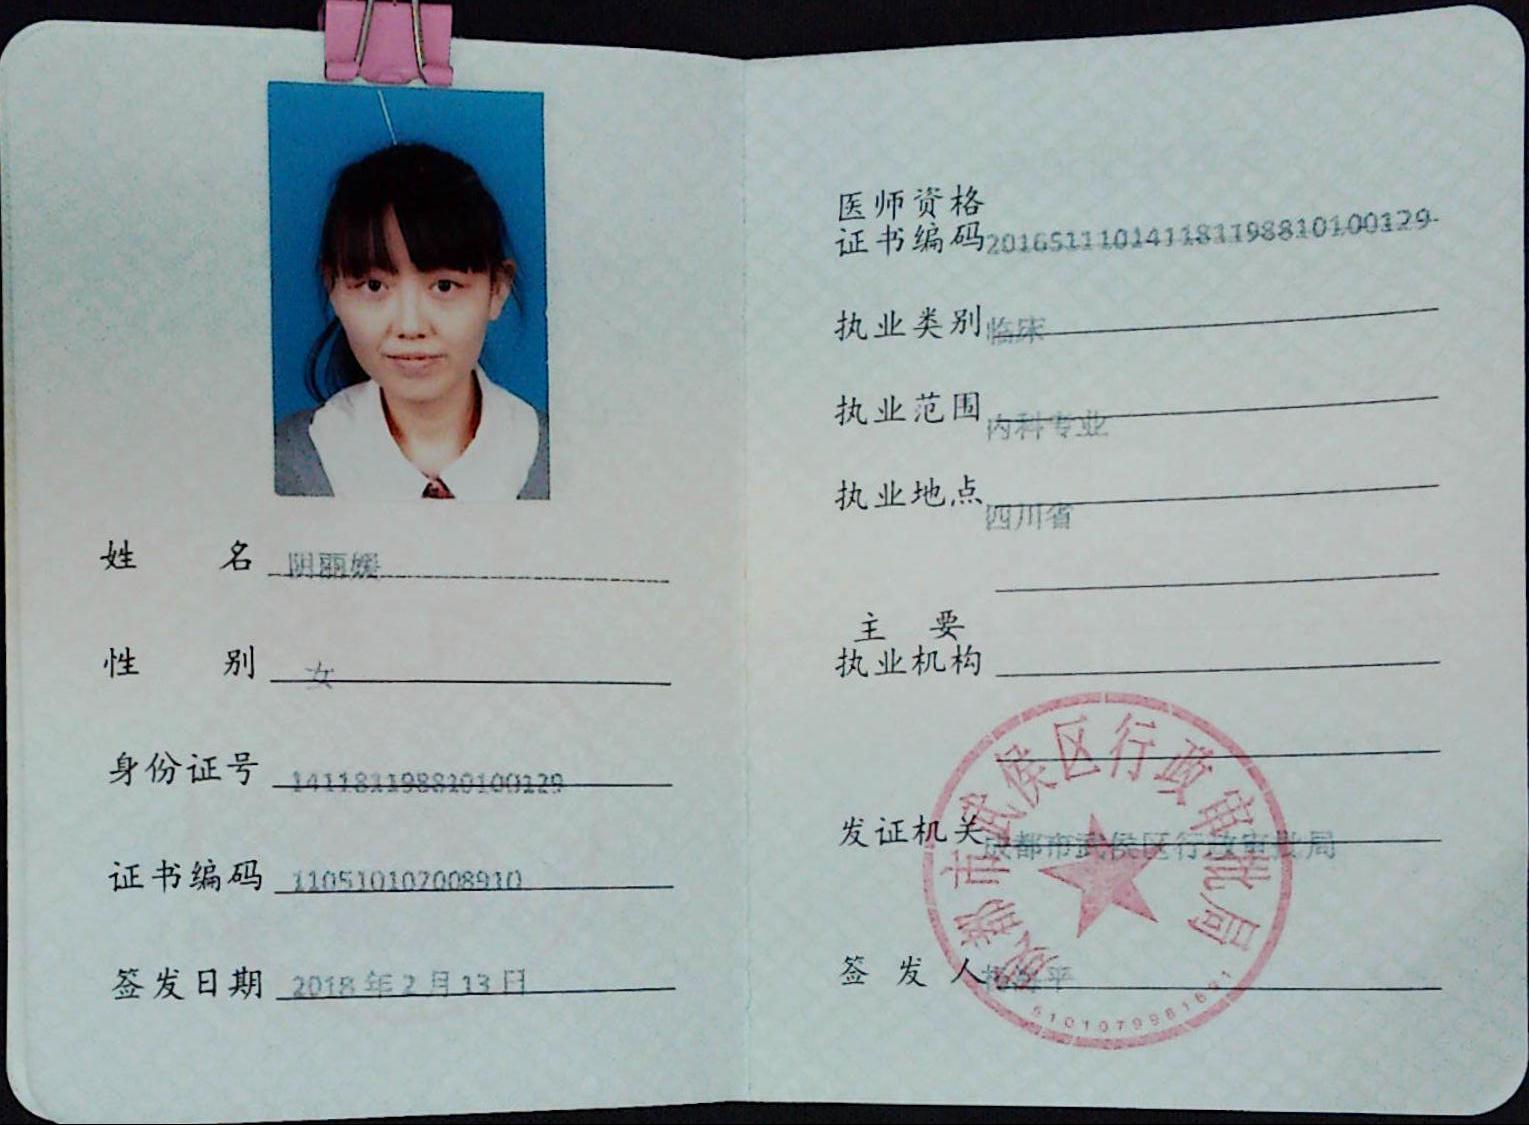 姓 名 阴丽媛
性 别 女
身份证号 141181198810100129
证书编码 110510107008910
签发日期 2018年2月13日
医师资格
证书编码 201651110141181198810100129
执业类别 临床
执业范围 内科专业
执业地点 四川省
主 要
执业机构
发证机关 成都市武侯区行政审批局
签 发 人
成都市武侯区行政审批局